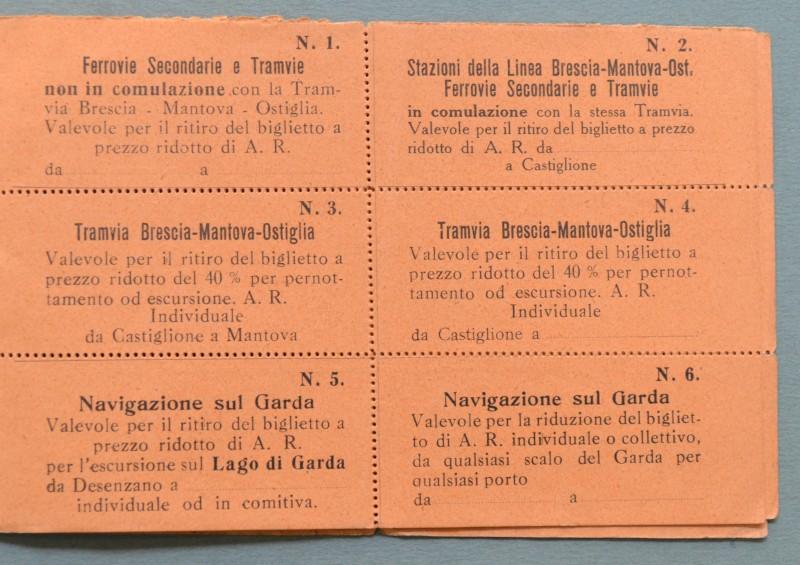 N. 1.
Ferrovie Secondarie e Tramvie
non in comulazione con la Tram-
via Brescia - Mantova - Ostiglia.
Valevole per il ritiro del biglietto a
prezzo ridotto di A. R.
da a
N. 2.
Stazioni della Linea Brescia-Mantova-Ost.
Ferrovie Secondarie e Tramvie
in comulazione con la stessa Tramvia.
Valevole per il ritiro del biglietto a prezzo
ridotto di A. R. da
a Castiglione
N. 3.
Tramvia Brescia-Mantova-Ostiglia
Valevole per il ritiro del biglietto a
prezzo ridotto del 40 % per pernot-
tamento od escursione. A. R.
Individuale
da Castiglione a Mantova
N. 4.
Tramvia Brescia-Mantova-Ostiglia
Valevole per il ritiro del biglietto a
prezzo ridotto del 40 % per pernot-
tamento od escursione. A. R.
Individuale
da Castiglione a
N. 5.
Navigazione sul Garda
Valevole per il ritiro del biglietto a
prezzo ridotto di A. R.
per l'escursione sul Lago di Garda
da Desenzano a
individuale od in comitiva.
N. 6.
Navigazione sul Garda
Valevole per la riduzione del bigliet-
to di A. R. individuale o collettivo,
da qualsiasi scalo del Garda per
qualsiasi porto
da a